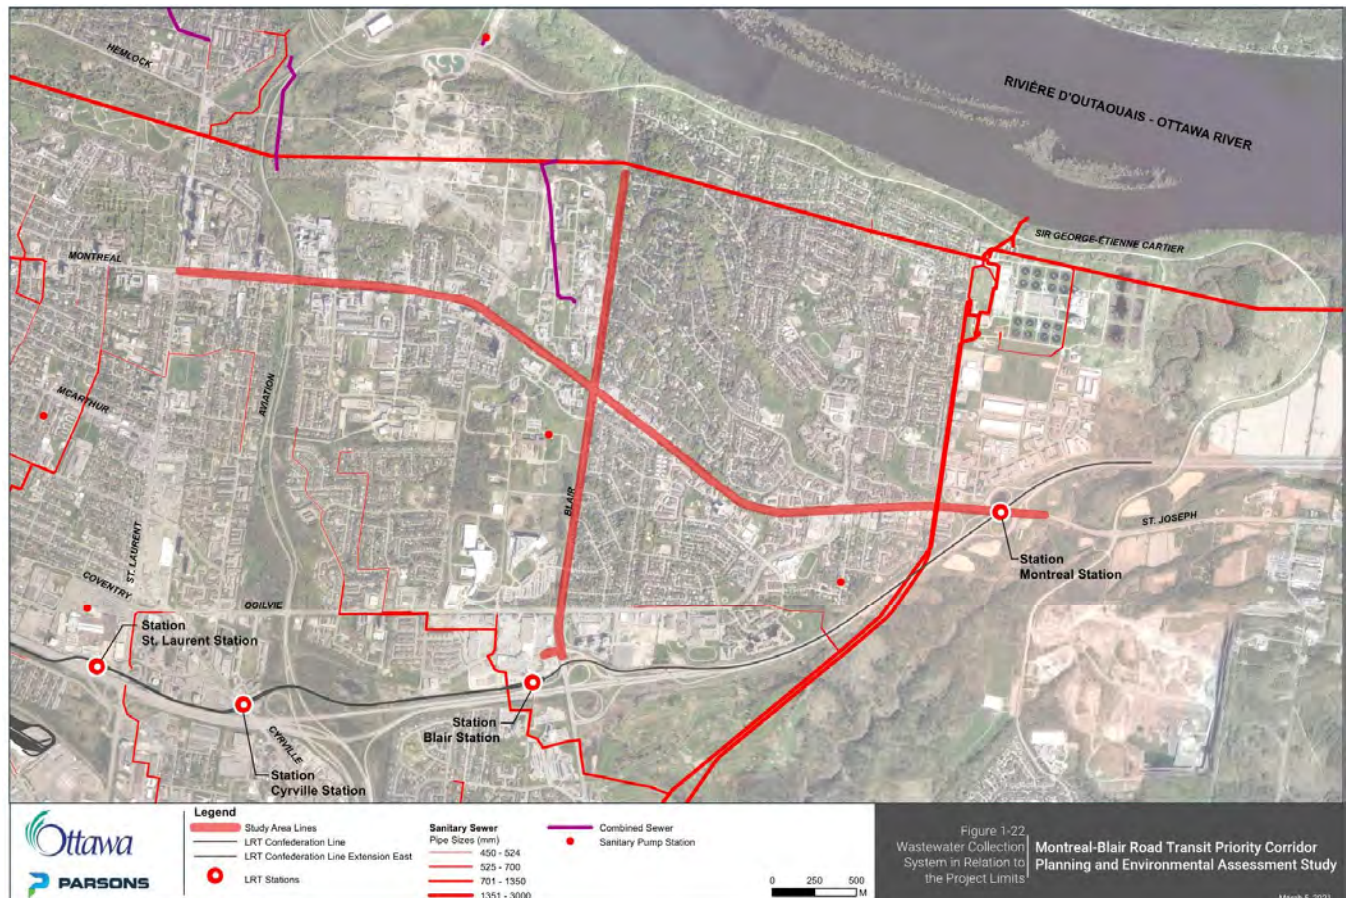 HEMLOCK
RIVIÈRE D'OUTAOUAIS - OTTAWA RIVER
SIR GEORGE-ÉTIENNE CARTIER
MONTREAL
AVIATION
MCARTHUR
BLAIR
ST. LAURENT
ST. JOSEPH
Station
Montreal Station
COVENTRY
OGILVIE
Station
St. Laurent Station
Station
Blair Station
CYRVILLE
Station
Cyrville Station
Ottawa
PARSONS
Legend
Study Area Lines
LRT Confederation Line
LRT Confederation Line Extension East
LRT Stations
Sanitary Sewer
Pipe Sizes (mm)
450 - 524
525 - 700
701 - 1350
1351 - 3000
Combined Sewer
Sanitary Pump Station
0 250 500
M
Figure 1-22
Wastewater Collection
System in Relation to
the Project Limits
Montreal-Blair Road Transit Priority Corridor
Planning and Environmental Assessment Study